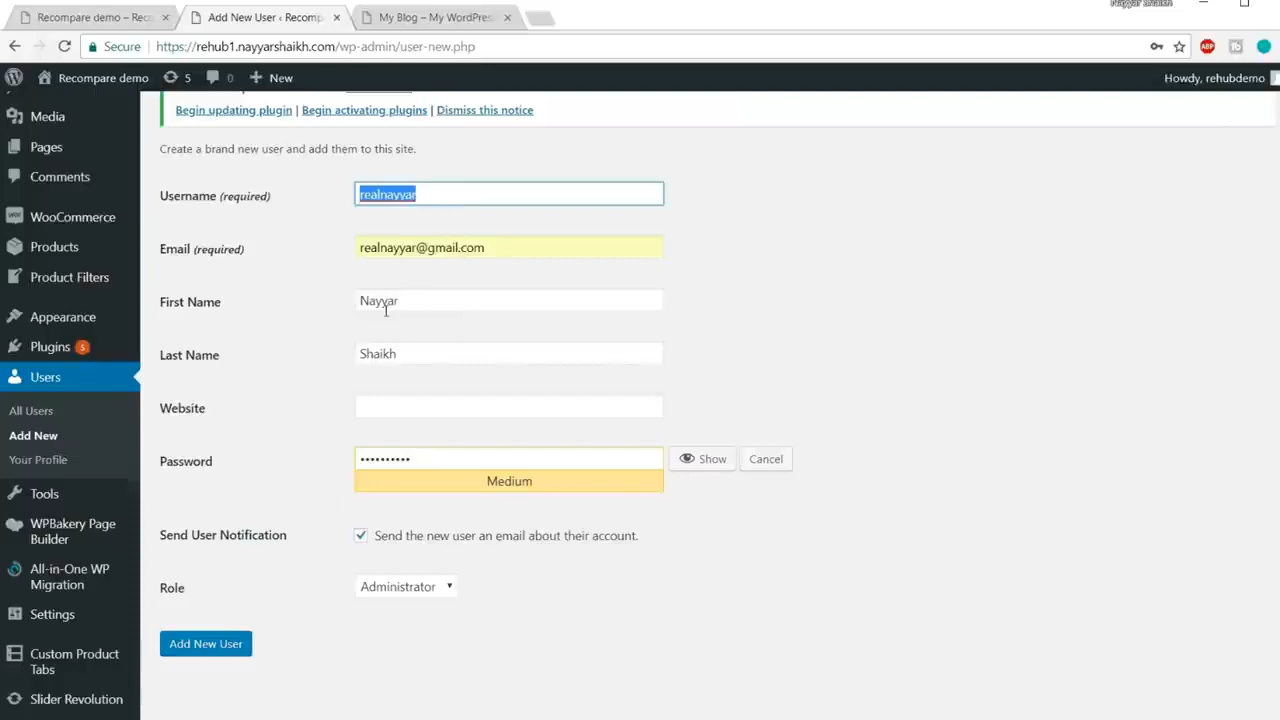 Nayyar Shaikh
Recompare demo – Reca
Add New User ‹ Recomp
My Blog – My WordPres
Secure https://rehub1.nayyarshaikh.com/wp-admin/user-new.php
ABP
Recompare demo 5 0 New Howdy, rehubdemo
Begin updating plugin | Begin activating plugins | Dismiss this notice
Create a brand new user and add them to this site.
Username (required) realnayyar
Email (required) realnayyar@gmail.com
First Name Nayyar
Last Name Shaikh
Website
Password •••••••••• Show Cancel
Medium
Send User Notification Send the new user an email about their account.
Role Administrator
Add New User
Media
Pages
Comments
WooCommerce
Products
Product Filters
Appearance
Plugins 5
Users
All Users
Add New
Your Profile
Tools
WPBakery Page
Builder
All-in-One WP
Migration
Settings
Custom Product
Tabs
Slider Revolution